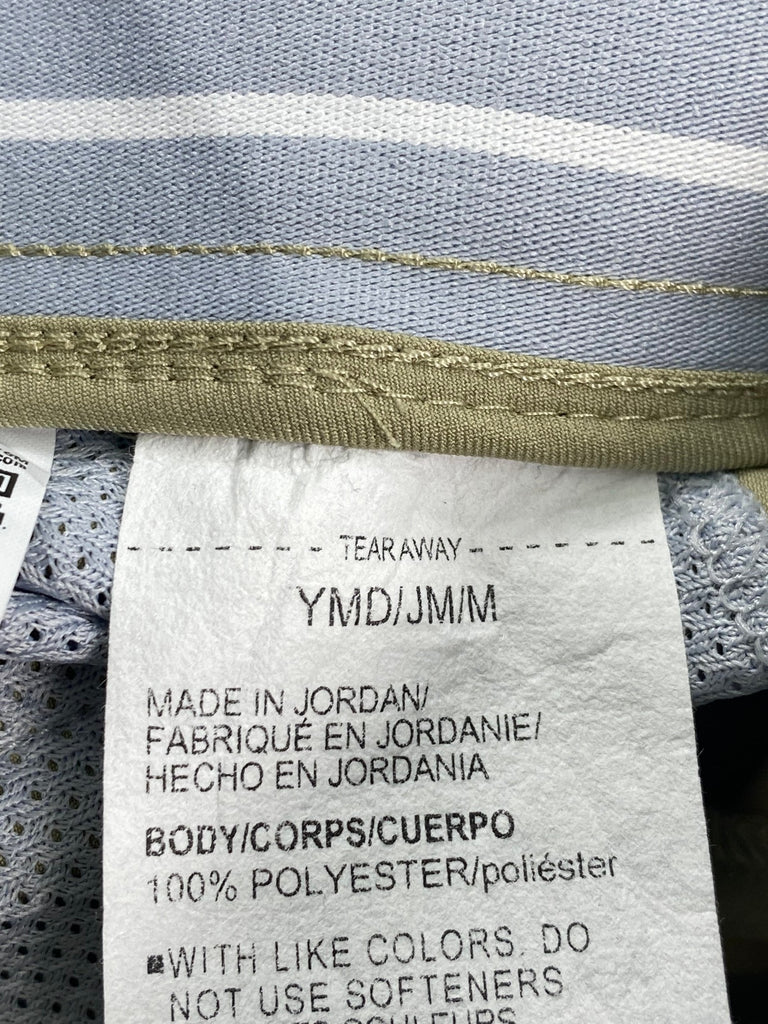 TEAR AWAY
YMD/JM/M
MADE IN JORDAN/
FABRIQUÉ EN JORDANIE/
HECHO EN JORDANIA
BODY/CORPS/CUERPO
100% POLYESTER/poliéster
WITH LIKE COLORS. DO
NOT USE SOFTENERS